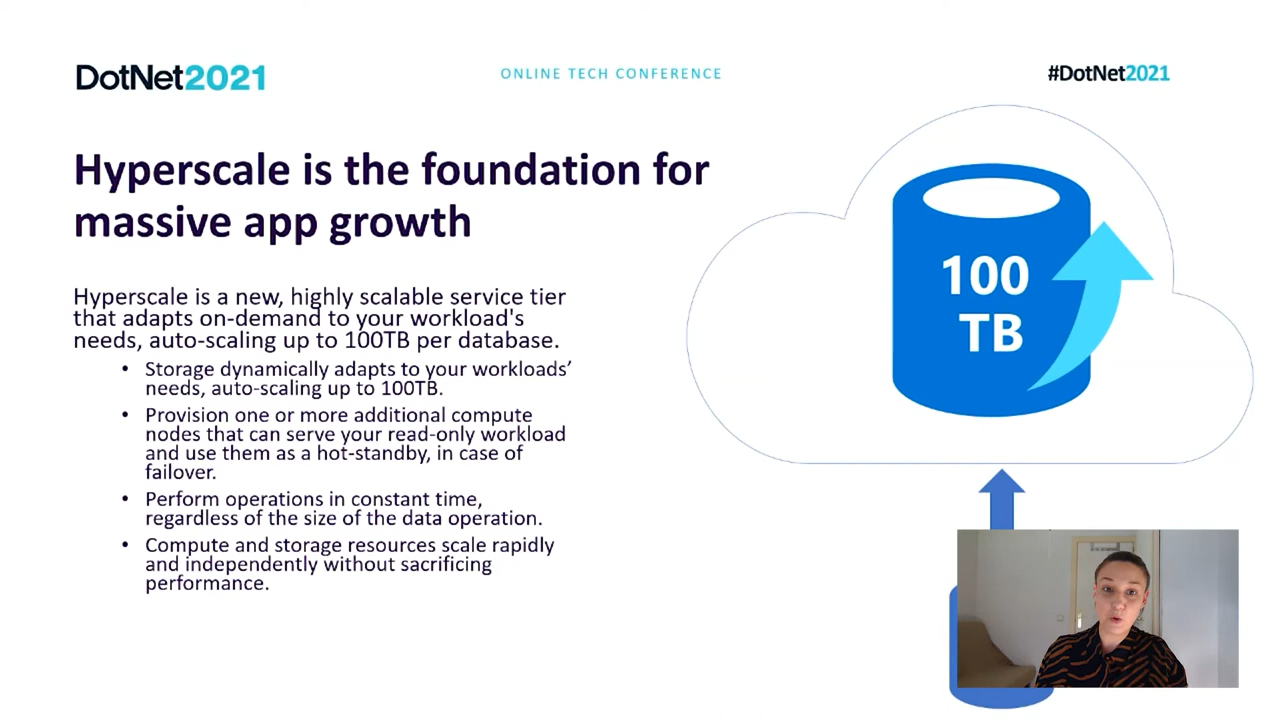 DotNet2021
ONLINE TECH CONFERENCE
#DotNet2021
Hyperscale is the foundation for
massive app growth
Hyperscale is a new, highly scalable service tier
that adapts on-demand to your workload's
needs, auto-scaling up to 100TB per database.
• Storage dynamically adapts to your workloads’
needs, auto-scaling up to 100TB.
• Provision one or more additional compute
nodes that can serve your read-only workload
and use them as a hot-standby, in case of
failover.
• Perform operations in constant time,
regardless of the size of the data operation.
• Compute and storage resources scale rapidly
and independently without sacrificing
performance.
100
TB